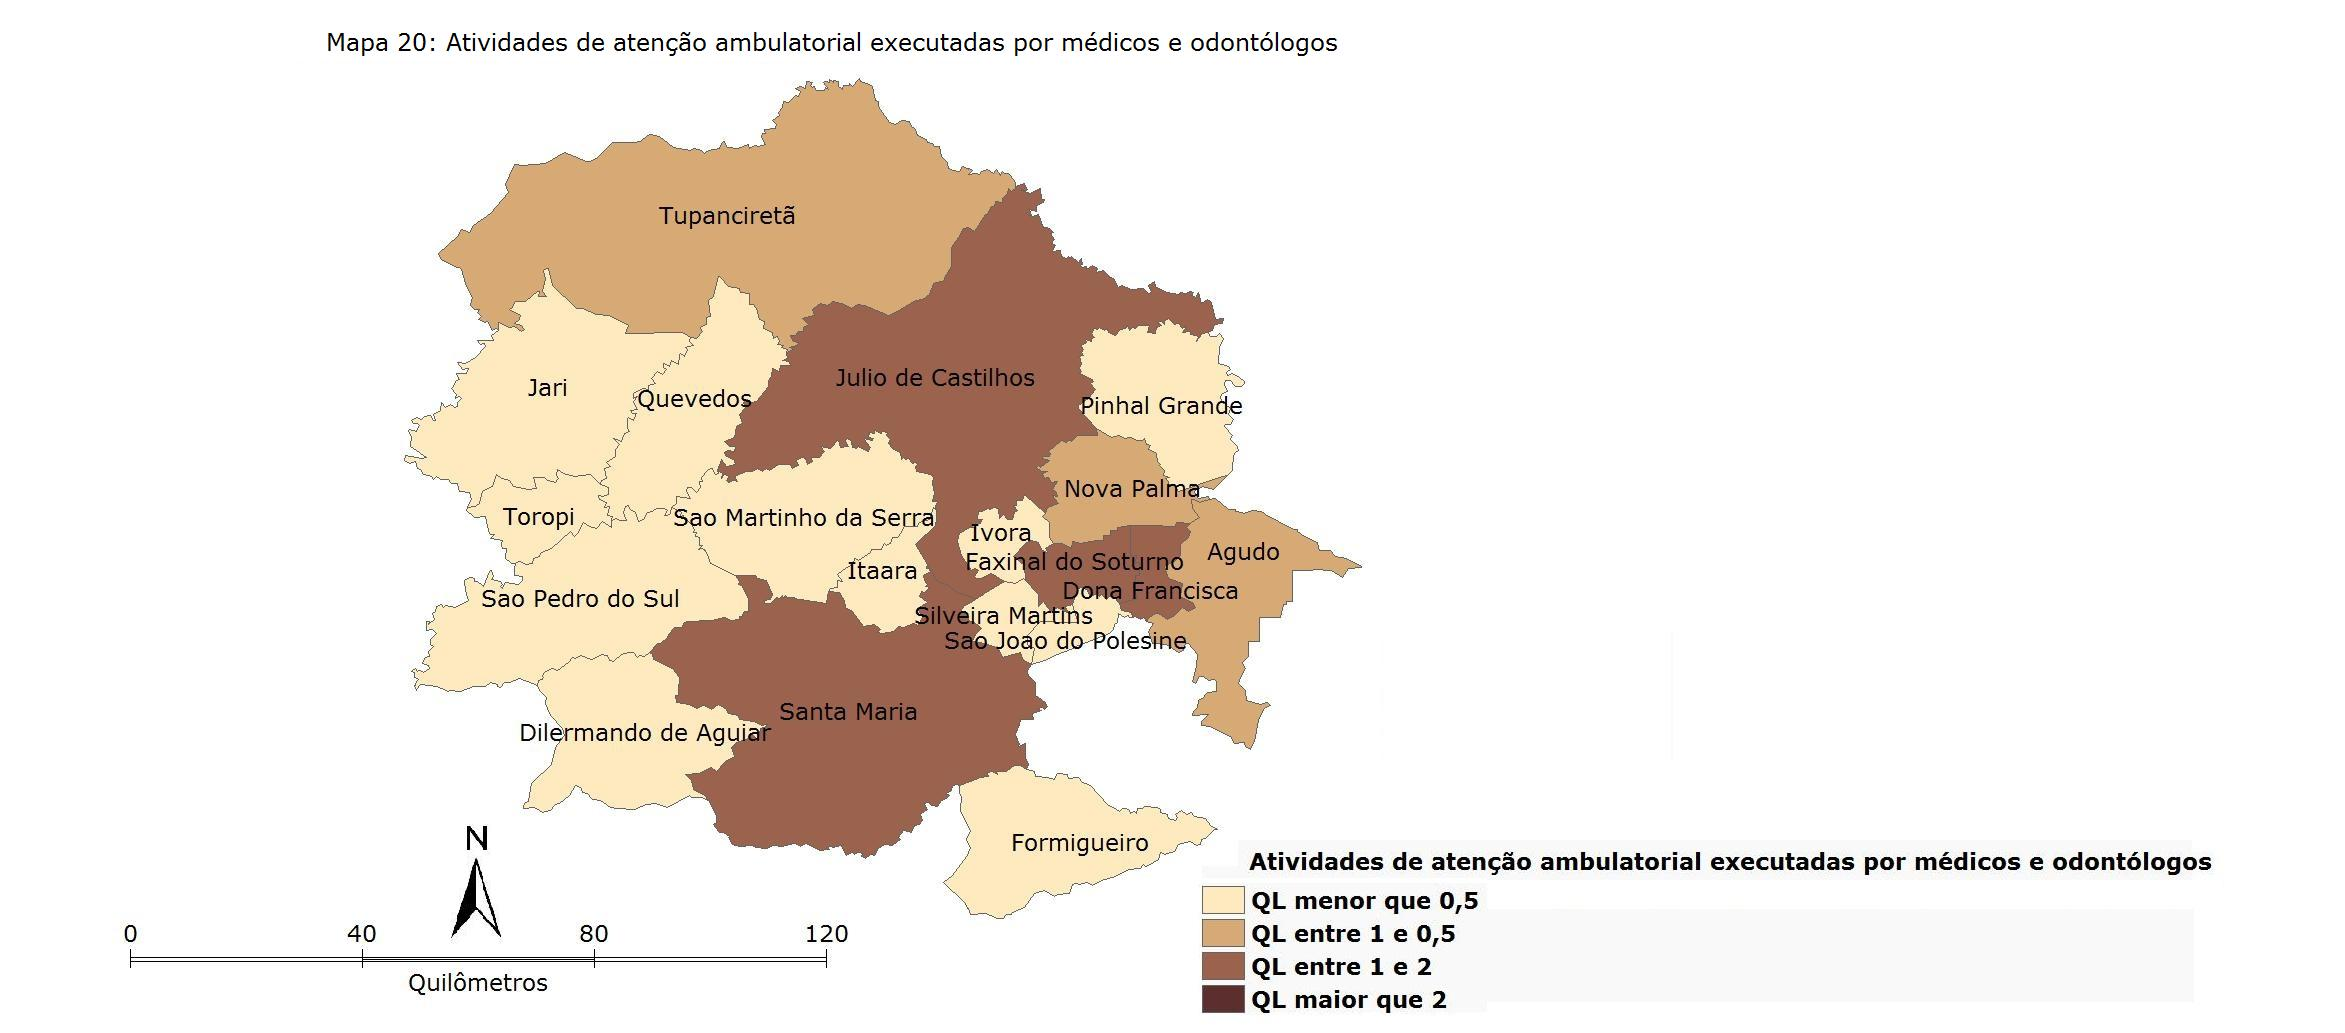 Mapa 20: Atividades de atenção ambulatorial executadas por médicos e odontólogos
Tupanciretã
Julio de Castilhos
Jari
Quevedos
Pinhal Grande
Nova Palma
Toropi
Sao Martinho da Serra
Ivora
Agudo
Faxinal do Soturno
Itaara
Dona Francisca
Sao Pedro do Sul
Silveira Martins
Sao Joao do Polesine
Santa Maria
Dilermando de Aguiar
Formigueiro
N
0 40 80 120
Quilômetros
Atividades de atenção ambulatorial executadas por médicos e odontólogos
QL menor que 0,5
QL entre 1 e 0,5
QL entre 1 e 2
QL maior que 2